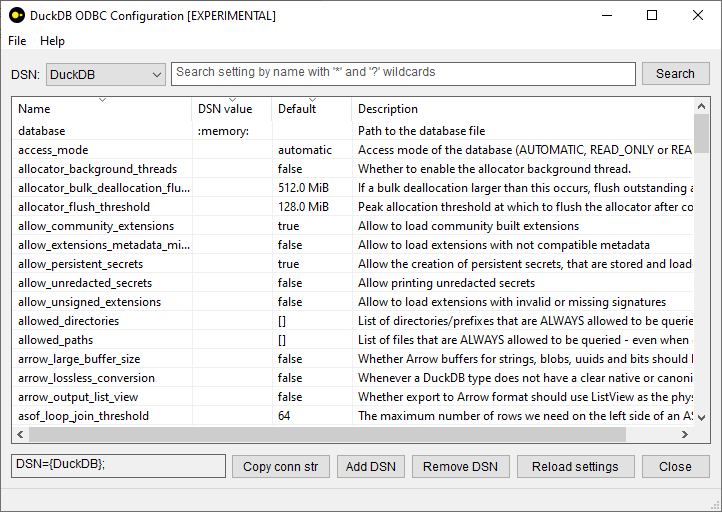 DuckDB ODBC Configuration [EXPERIMENTAL]
File Help
DSN: DuckDB Search setting by name with '*' and '?' wildcards Search
Name DSN value Default Description
database :memory: Path to the database file
access_mode automatic Access mode of the database (AUTOMATIC, READ_ONLY or REA
allocator_background_threads false Whether to enable the allocator background thread.
allocator_bulk_deallocation_flu... 512.0 MiB If a bulk deallocation larger than this occurs, flush outstanding a
allocator_flush_threshold 128.0 MiB Peak allocation threshold at which to flush the allocator after co
allow_community_extensions true Allow to load community built extensions
allow_extensions_metadata_mi... false Allow to load extensions with not compatible metadata
allow_persistent_secrets true Allow the creation of persistent secrets, that are stored and load
allow_unredacted_secrets false Allow printing unredacted secrets
allow_unsigned_extensions false Allow to load extensions with invalid or missing signatures
allowed_directories [] List of directories/prefixes that are ALWAYS allowed to be querie
allowed_paths [] List of files that are ALWAYS allowed to be queried - even when
arrow_large_buffer_size false Whether Arrow buffers for strings, blobs, uuids and bits should
arrow_lossless_conversion false Whenever a DuckDB type does not have a clear native or canoni
arrow_output_list_view false Whether export to Arrow format should use ListView as the phys
asof_loop_join_threshold 64 The maximum number of rows we need on the left side of an AS
DSN={DuckDB}; Copy conn str Add DSN Remove DSN Reload settings Close